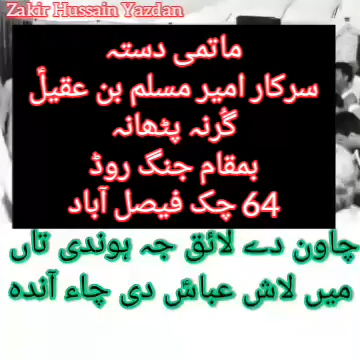 Zakir Hussain Yazdan
ماتمی دستہ
سرکار امیر مسلم بن عقیلؑ
گُرنہ پٹھانہ
بمقام جنگ روڈ
64 چک فیصل آباد
چاون دے لائق جہ ہوندی تاں
میں لاش عباسؑ دی چاء آندہ